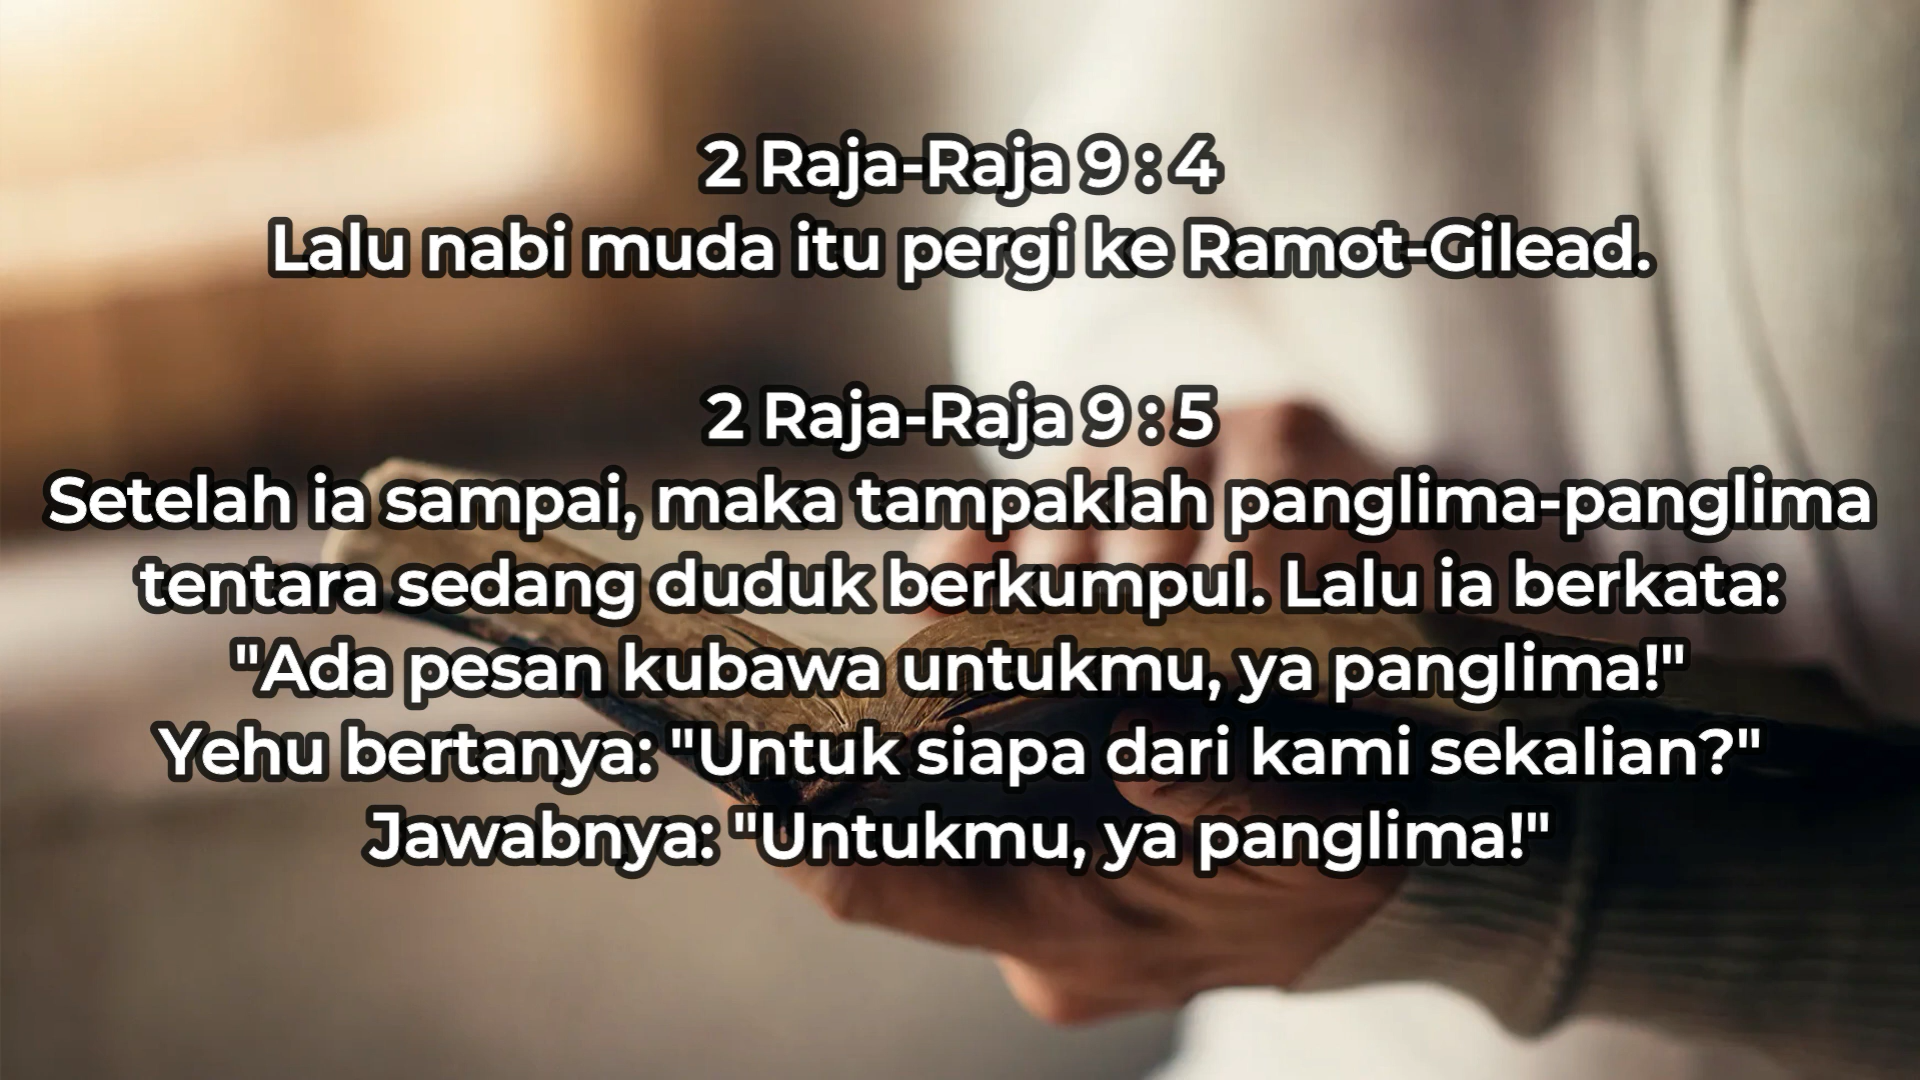 2 Raja-Raja 9 : 4
Lalu nabi muda itu pergi ke Ramot-Gilead.
2 Raja-Raja 9 : 5
Setelah ia sampai, maka tampaklah panglima-panglima
tentara sedang duduk berkumpul. Lalu ia berkata:
"Ada pesan kubawa untukmu, ya panglima!"
Yehu bertanya: "Untuk siapa dari kami sekalian?"
Jawabnya: "Untukmu, ya panglima!"